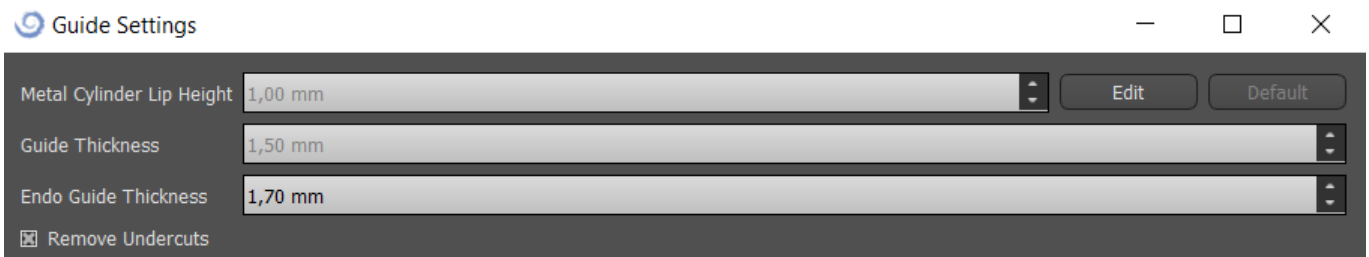 Guide Settings
Metal Cylinder Lip Height 1,00 mm Edit Default
Guide Thickness 1,50 mm
Endo Guide Thickness 1,70 mm
Remove Undercuts